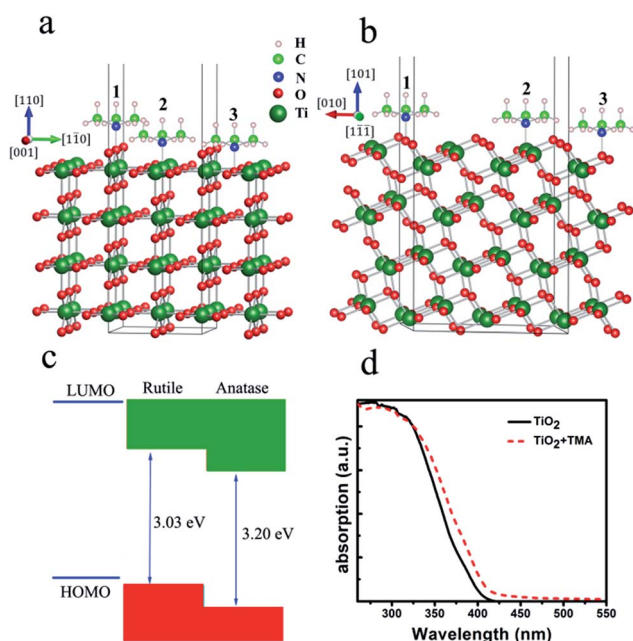 a
H
C
N
O
Ti
[110]
[11̄0]
[001]
1
2
3
b
[101]
[010]
[11̄1̄]
1
2
3
c
LUMO
Rutile
Anatase
3.03 eV
3.20 eV
HOMO
d
TiO₂
TiO₂+TMA
absorption (a.u.)
300 350 400 450 500 550
Wavelength (nm)